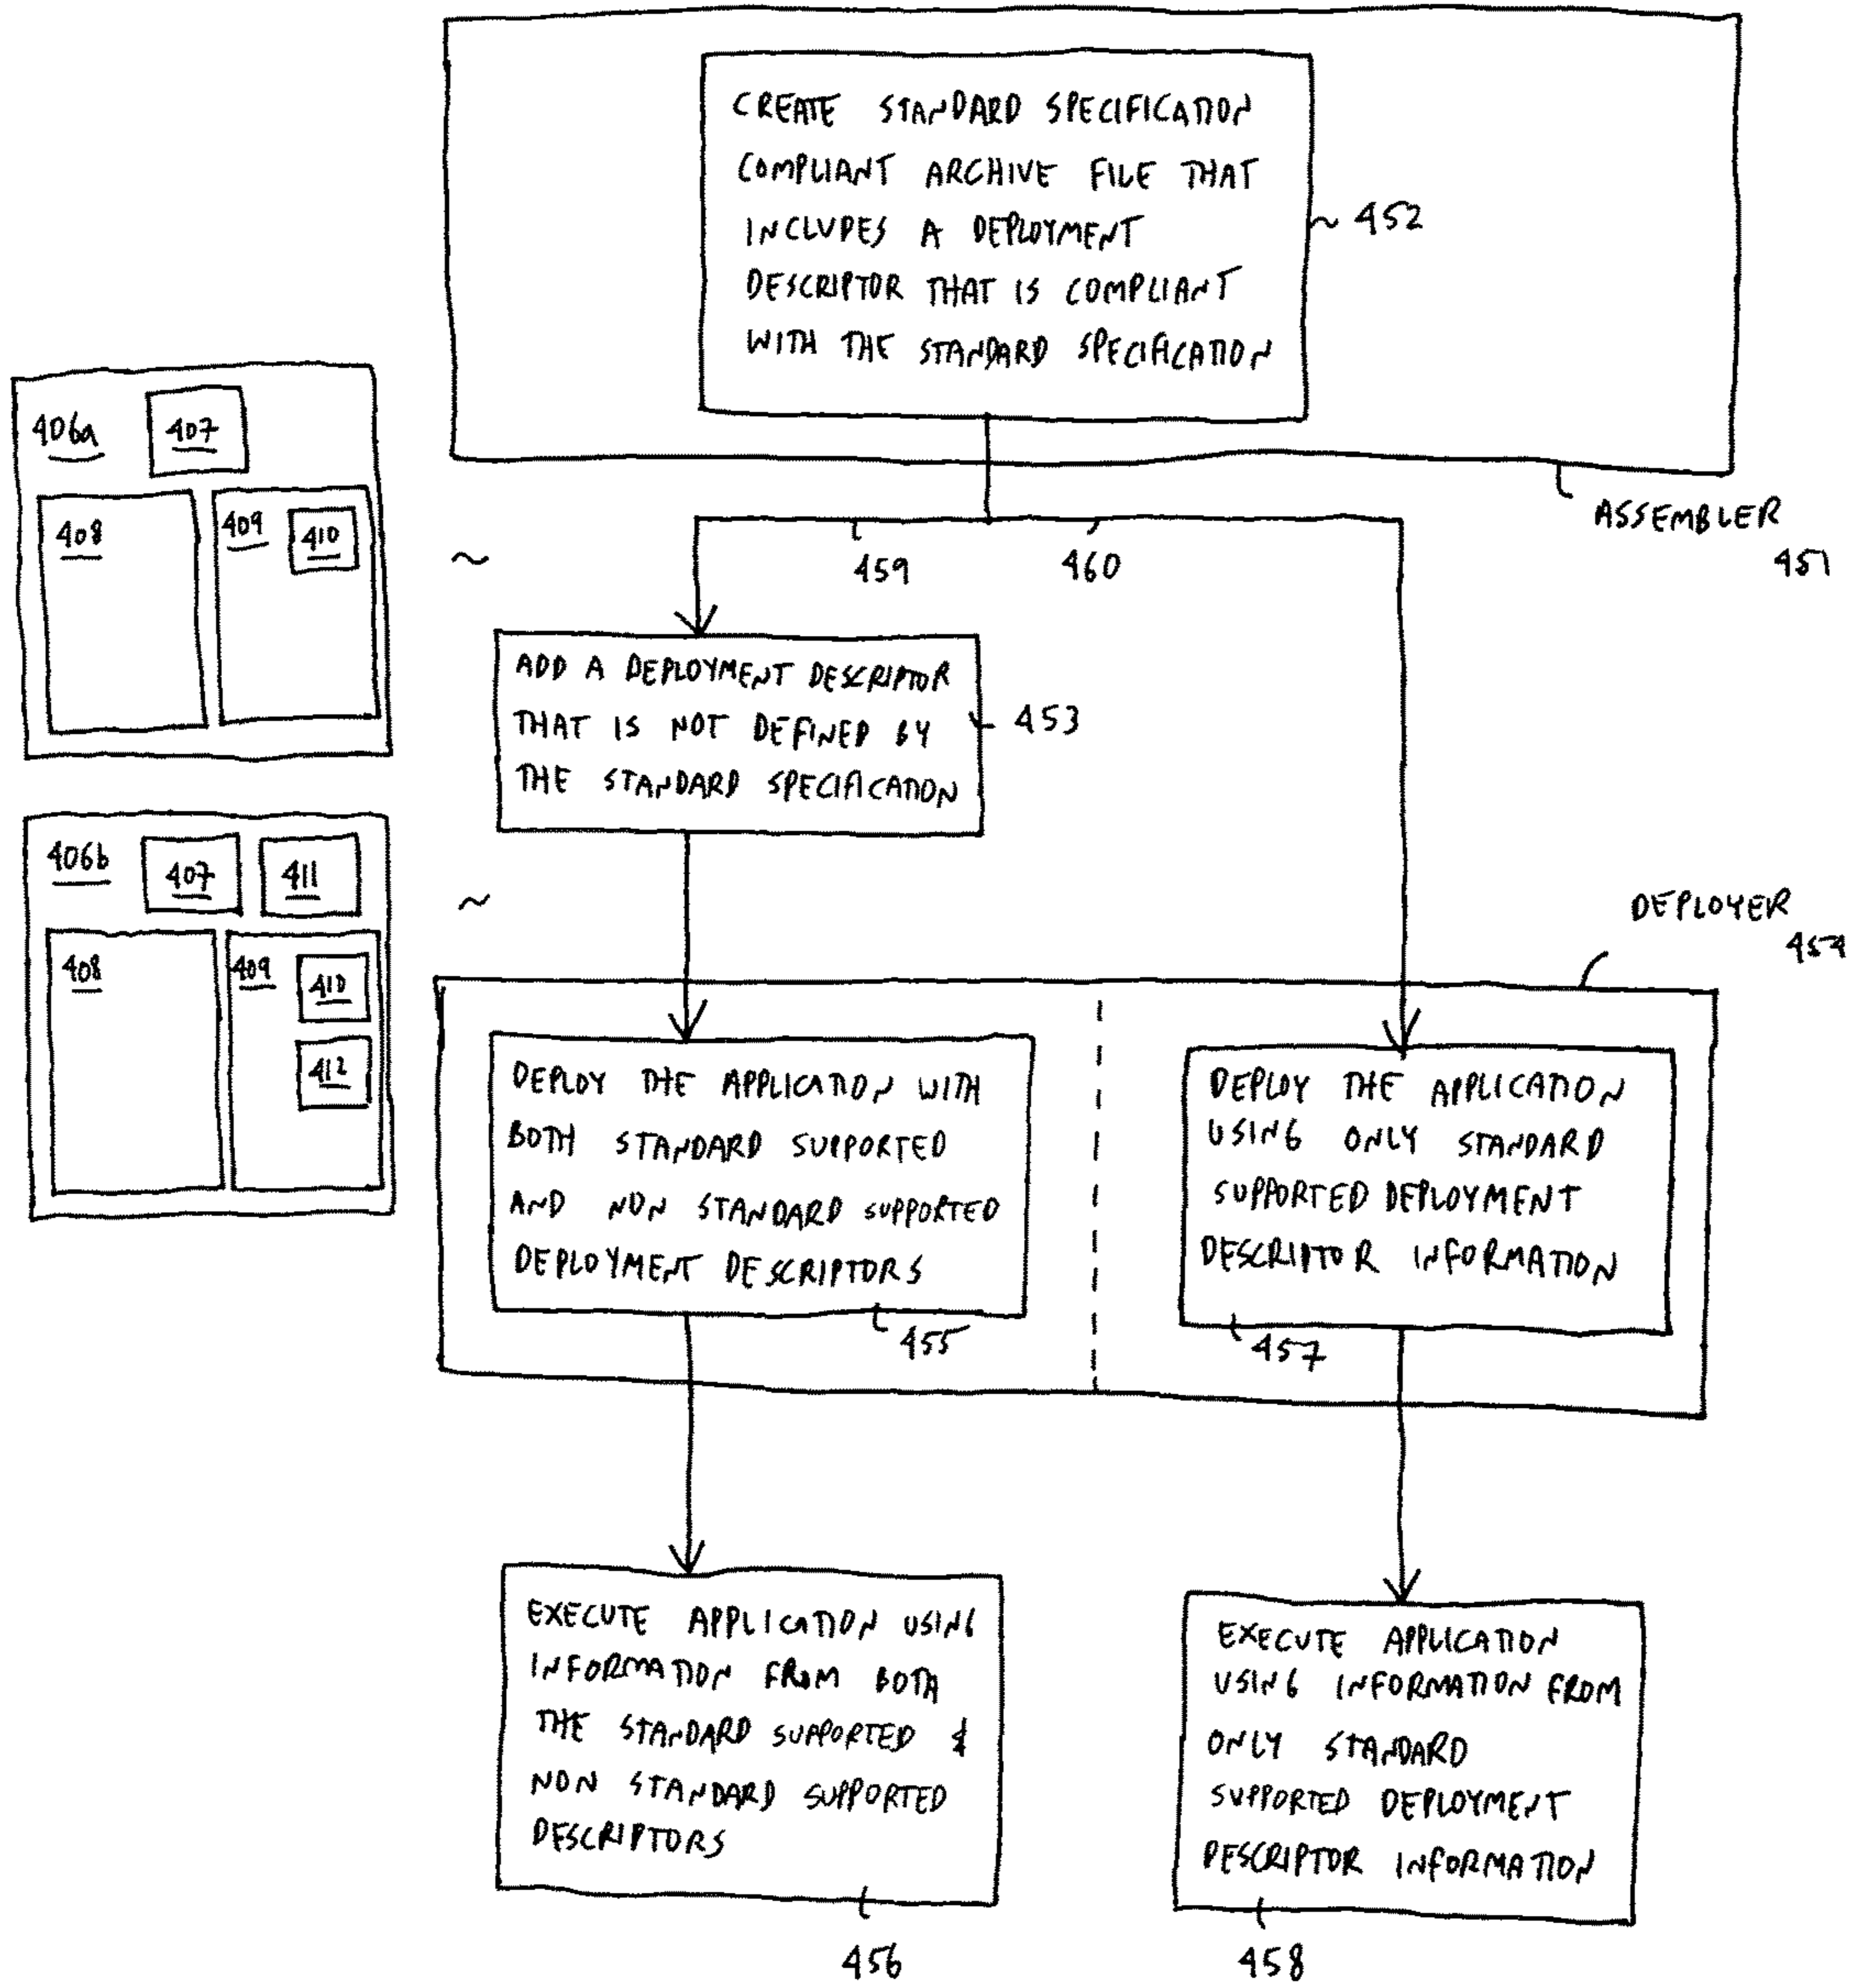 CREATE STANDARD SPECIFICATION
COMPLIANT ARCHIVE FILE THAT
INCLUDES A DEPLOYMENT
DESCRIPTOR THAT IS COMPLIANT
WITH THE STANDARD SPECIFICATION
~ 452
ASSEMBLER
451
406a
407
408
409
410
~
459
460
ADD A DEPLOYMENT DESCRIPTOR
THAT IS NOT DEFINED BY
THE STANDARD SPECIFICATION
453
406b
407
411
408
409
410
412
~
DEPLOYER
454
DEPLOY THE APPLICATION WITH
BOTH STANDARD SUPPORTED
AND NON STANDARD SUPPORTED
DEPLOYMENT DESCRIPTORS
455
DEPLOY THE APPLICATION
USING ONLY STANDARD
SUPPORTED DEPLOYMENT
DESCRIPTOR INFORMATION
457
EXECUTE APPLICATION USING
INFORMATION FROM BOTH
THE STANDARD SUPPORTED &
NON STANDARD SUPPORTED
DESCRIPTORS
456
EXECUTE APPLICATION
USING INFORMATION FROM
ONLY STANDARD
SUPPORTED DEPLOYMENT
DESCRIPTOR INFORMATION
458